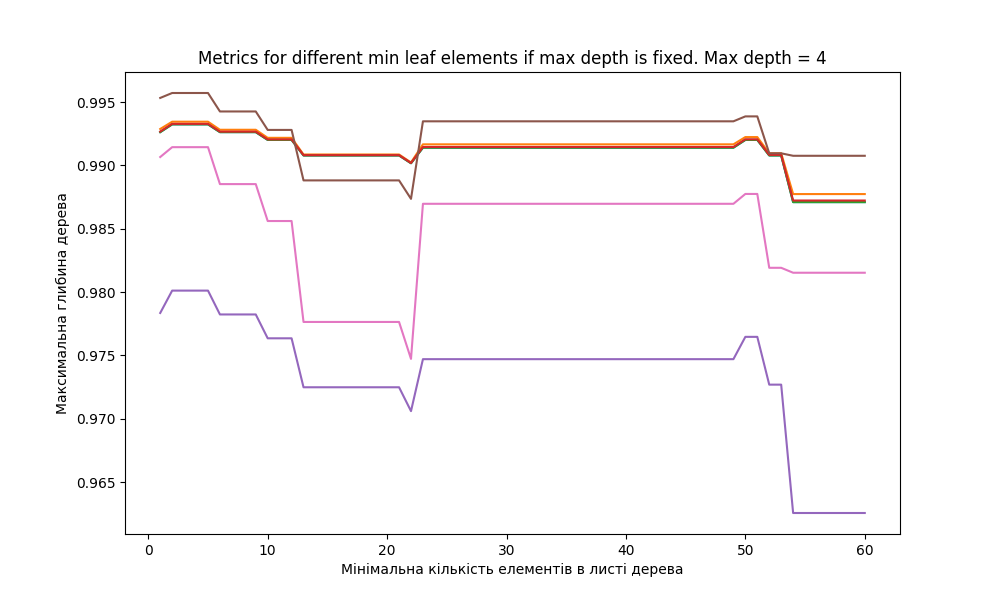 Metrics for different min leaf elements if max depth is fixed. Max depth = 4
Максимальна глибина дерева
0.995
0.990
0.985
0.980
0.975
0.970
0.965
0 10 20 30 40 50 60
Мінімальна кількість елементів в листі дерева